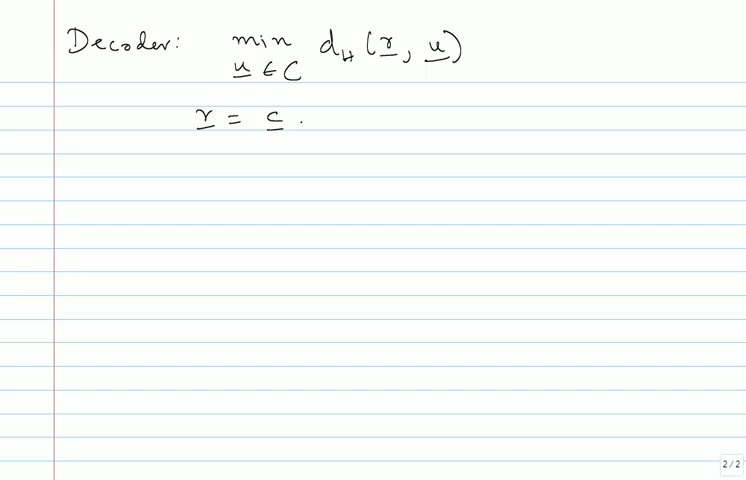 Decoder: min d_H (r, u)
u ∈ C
r = c .
2/2